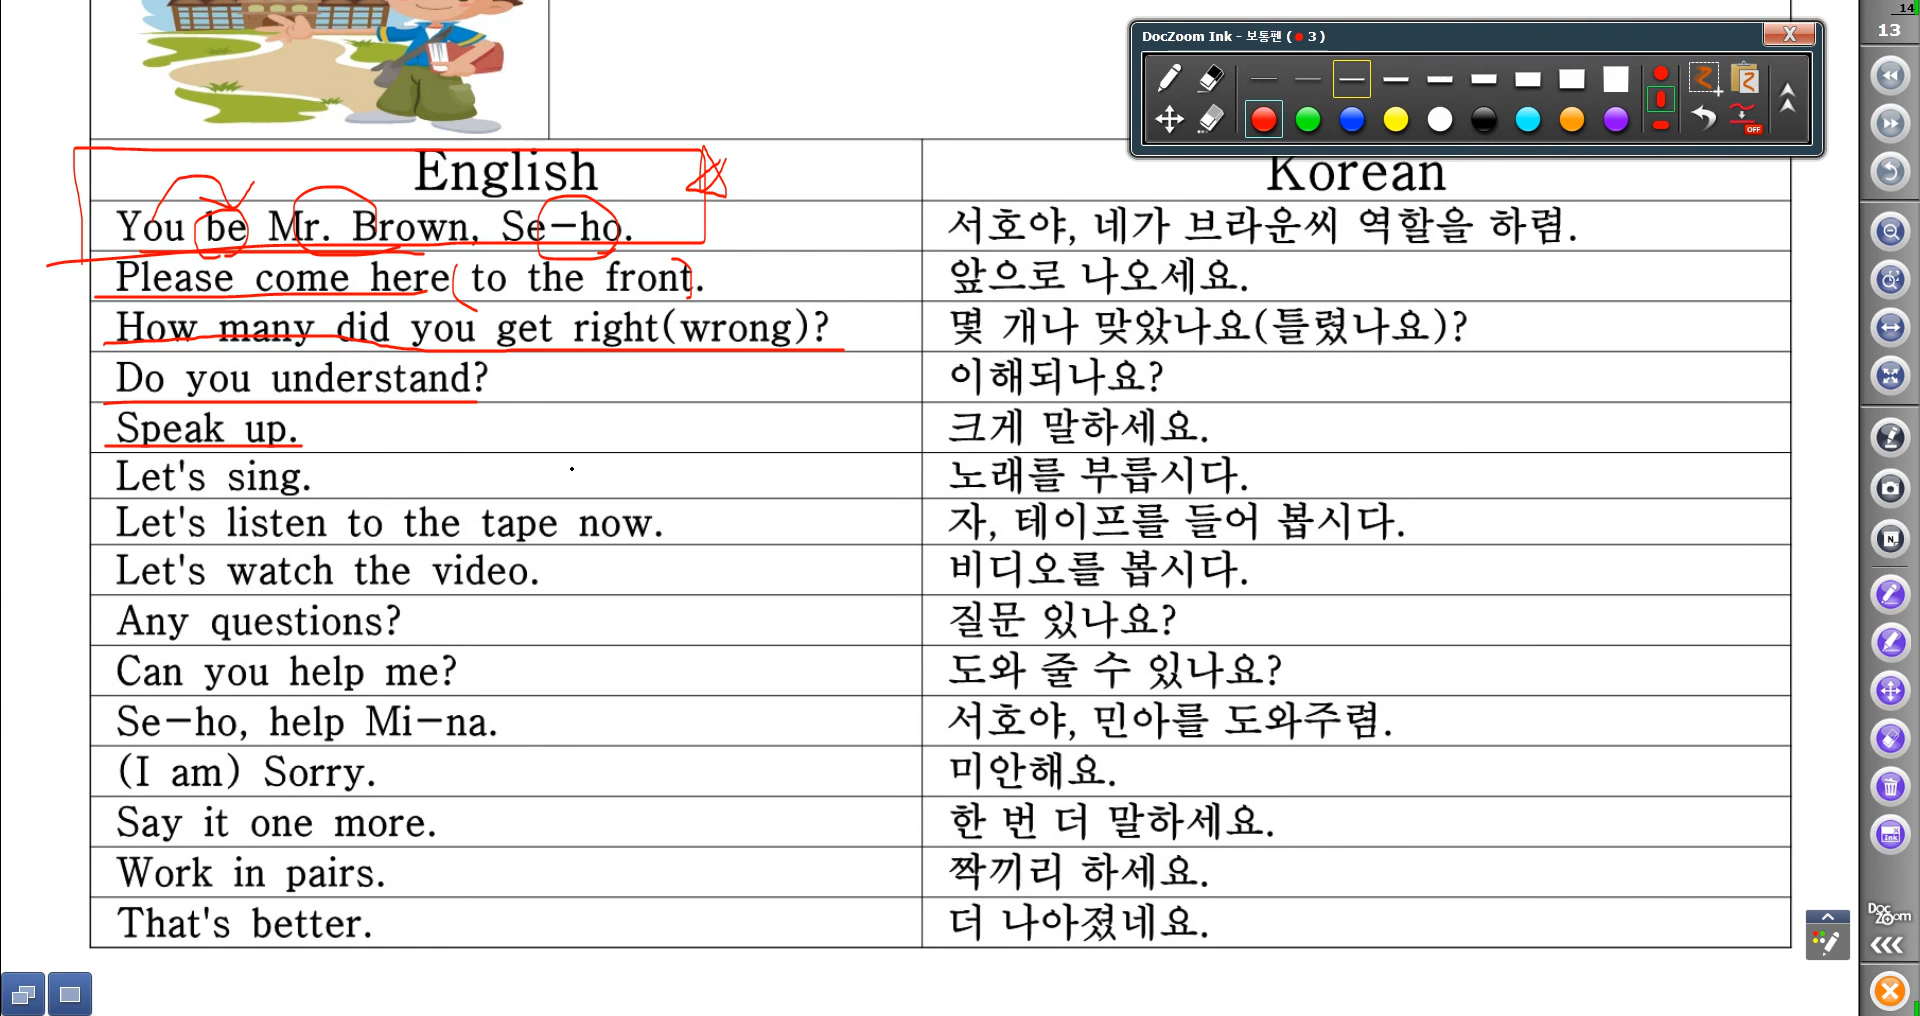 DocZoom Ink - 보통펜 ( 3 )
OFF
14
13
English Korean
You be Mr. Brown, Se-ho. 서호야, 네가 브라운씨 역할을 하렴.
Please come here to the front. 앞으로 나오세요.
How many did you get right(wrong)? 몇 개나 맞았나요(틀렸나요)?
Do you understand? 이해되나요?
Speak up. 크게 말하세요.
Let's sing. 노래를 부릅시다.
Let's listen to the tape now. 자, 테이프를 들어 봅시다.
Let's watch the video. 비디오를 봅시다.
Any questions? 질문 있나요?
Can you help me? 도와 줄 수 있나요?
Se-ho, help Mi-na. 서호야, 민아를 도와주렴.
(I am) Sorry. 미안해요.
Say it one more. 한 번 더 말하세요.
Work in pairs. 짝끼리 하세요.
That's better. 더 나아졌네요.
N
Ink
Doc
Zoom